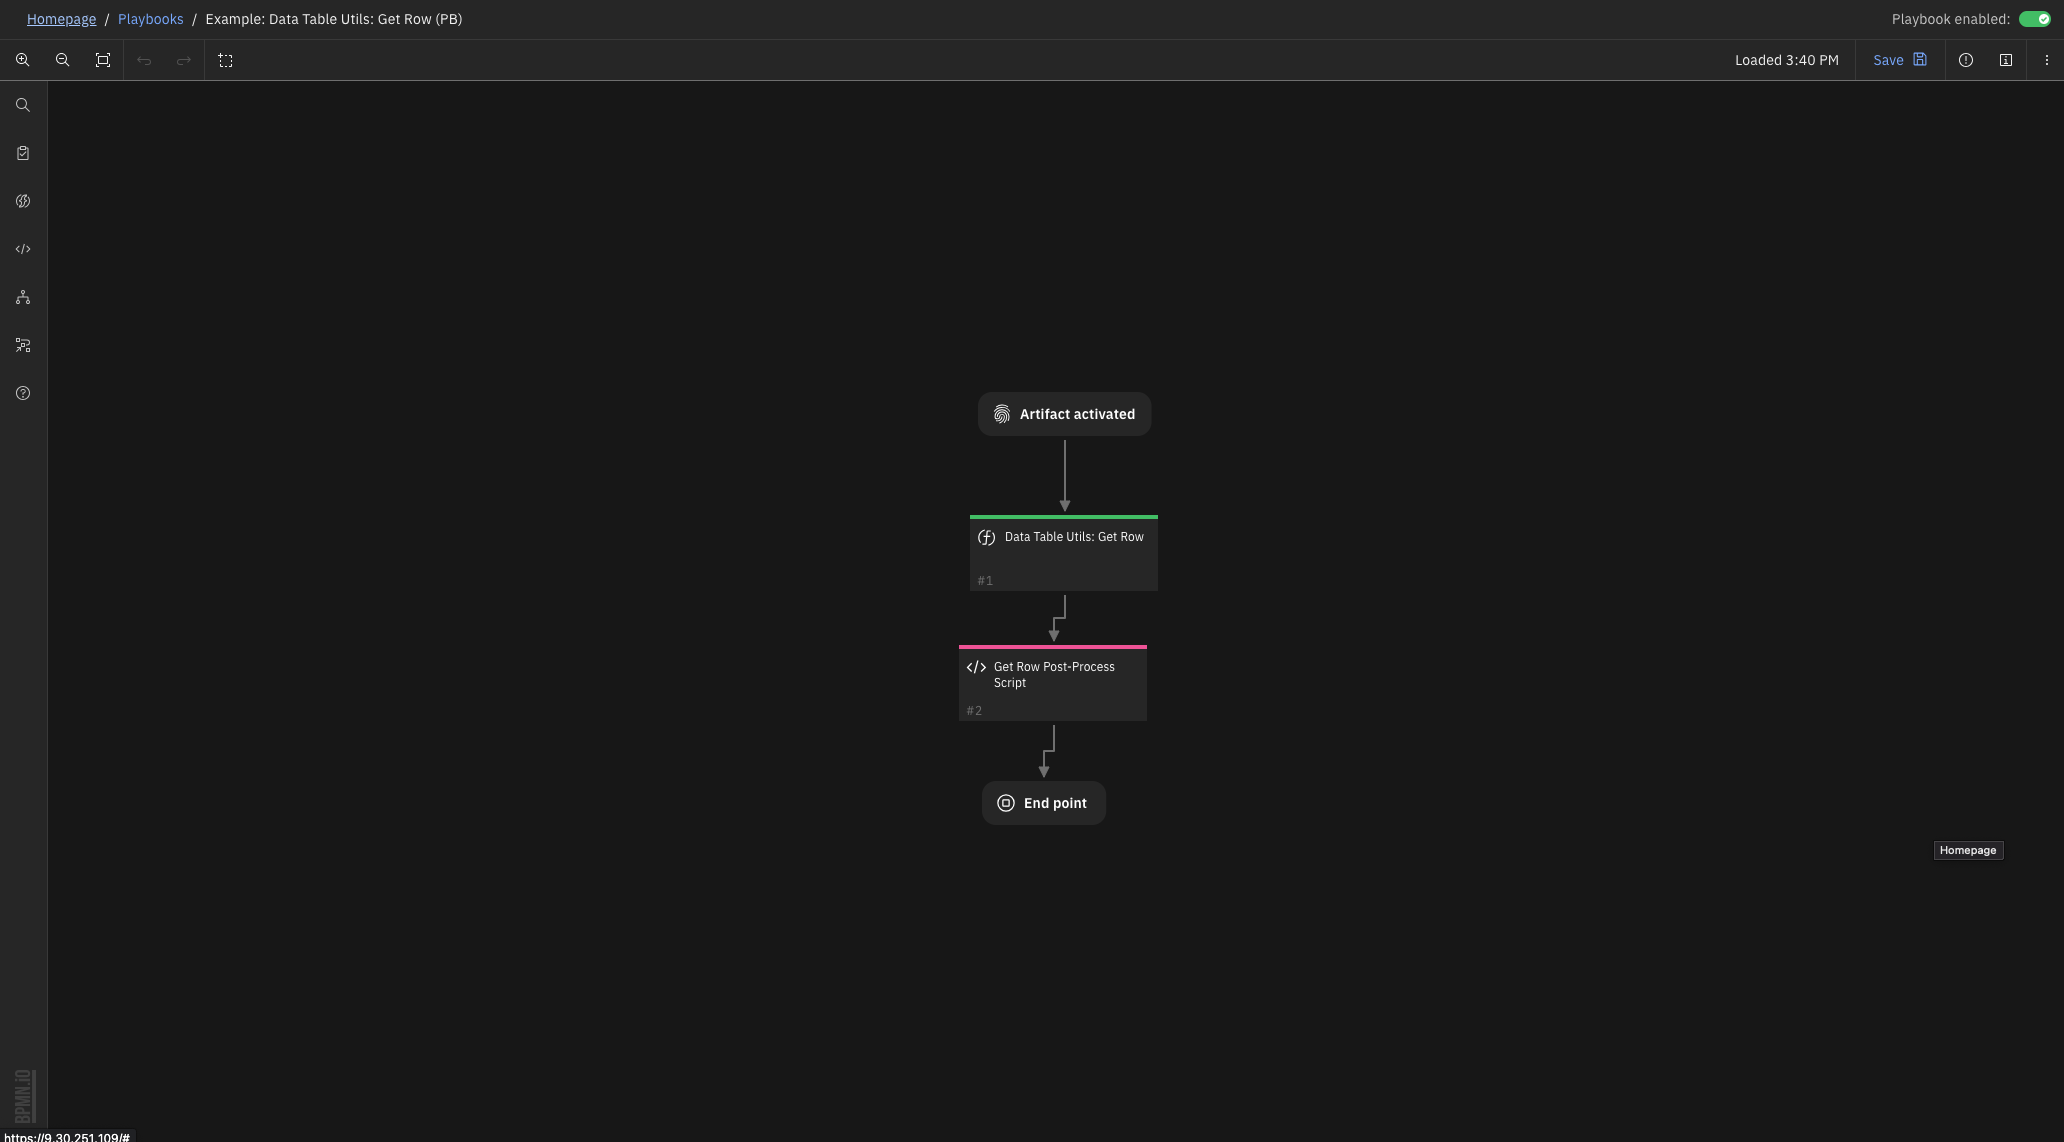 Homepage / Playbooks / Example: Data Table Utils: Get Row (PB)
Playbook enabled:
Loaded 3:40 PM
Save
Artifact activated
Data Table Utils: Get Row
#1
Get Row Post-Process
Script
#2
End point
Homepage
BPMN.iO
https://9.30.251.109/#